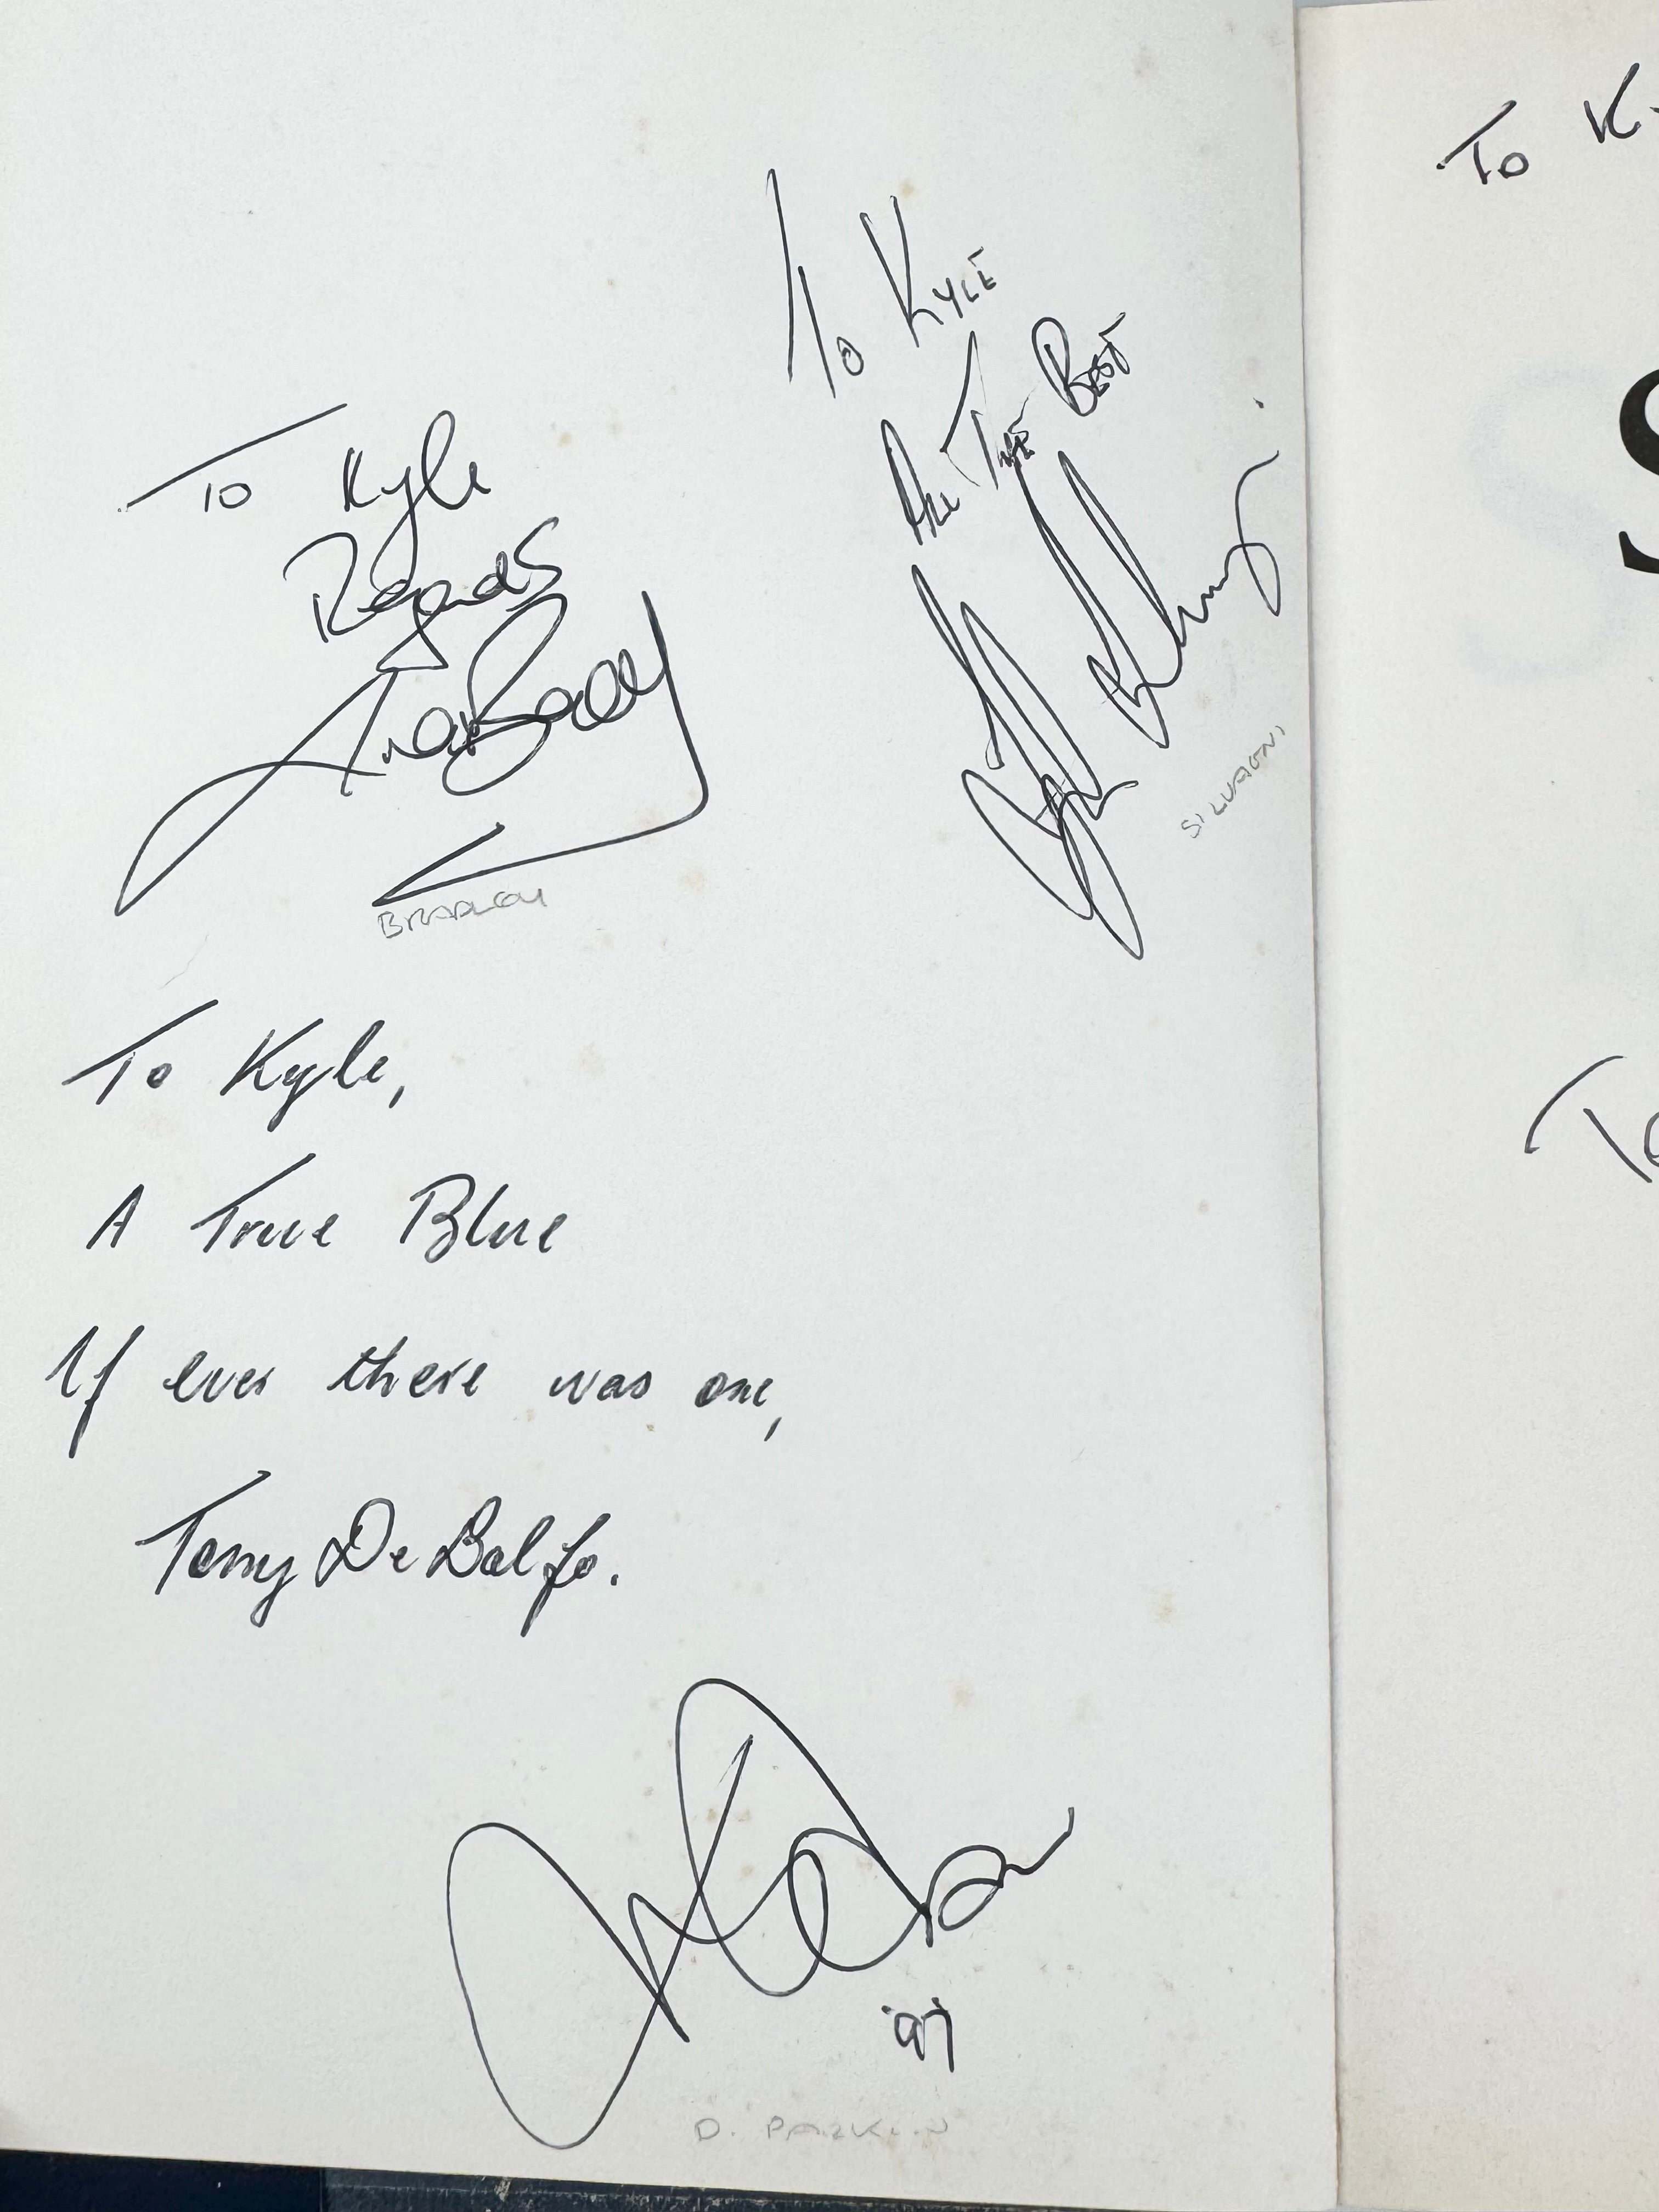 To Kyle
All The Best
SILVAGNI
To Kyle
Regards
BRADLEY
To Kyle,
A True Blue
If ever there was one,
Tony De Bolfo.
'97
D. PARKIN
To K
S
To